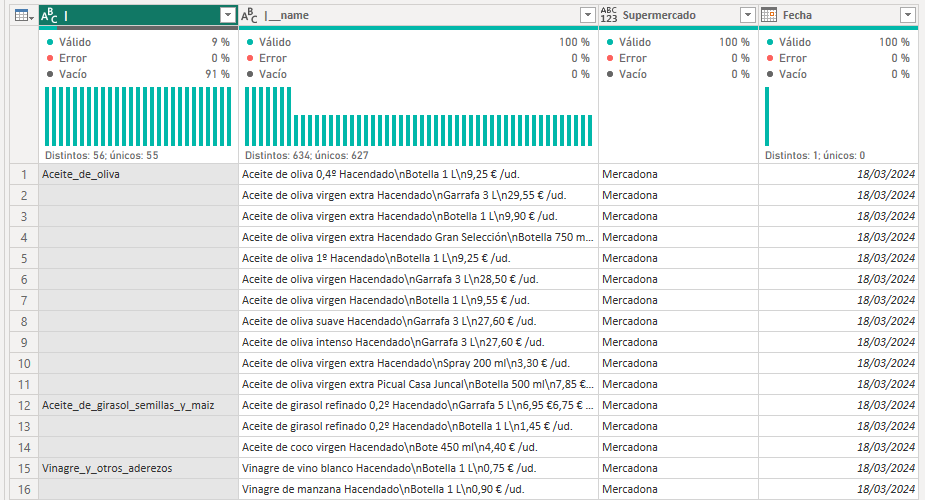 ABC | ABC |__name ABC 123 Supermercado Fecha
Válido 9 % Válido 100 % Válido 100 % Válido 100 %
Error 0 % Error 0 % Error 0 % Error 0 %
Vacío 91 % Vacío 0 % Vacío 0 % Vacío 0 %
Distintos: 56; únicos: 55 Distintos: 634; únicos: 627 Distintos: 1; únicos: 0
1 Aceite_de_oliva Aceite de oliva 0,4º Hacendado\nBotella 1 L\n9,25 € /ud. Mercadona 18/03/2024
2 Aceite de oliva virgen extra Hacendado\nGarrafa 3 L\n29,55 € /ud. Mercadona 18/03/2024
3 Aceite de oliva virgen extra Hacendado\nBotella 1 L\n9,90 € /ud. Mercadona 18/03/2024
4 Aceite de oliva virgen extra Hacendado Gran Selección\nBotella 750 m... Mercadona 18/03/2024
5 Aceite de oliva 1º Hacendado\nBotella 1 L\n9,25 € /ud. Mercadona 18/03/2024
6 Aceite de oliva virgen Hacendado\nGarrafa 3 L\n28,50 € /ud. Mercadona 18/03/2024
7 Aceite de oliva virgen Hacendado\nBotella 1 L\n9,55 € /ud. Mercadona 18/03/2024
8 Aceite de oliva suave Hacendado\nGarrafa 3 L\n27,60 € /ud. Mercadona 18/03/2024
9 Aceite de oliva intenso Hacendado\nGarrafa 3 L\n27,60 € /ud. Mercadona 18/03/2024
10 Aceite de oliva virgen extra Hacendado\nSpray 200 ml\n3,30 € /ud. Mercadona 18/03/2024
11 Aceite de oliva virgen extra Picual Casa Juncal\nBotella 500 ml\n7,85 €... Mercadona 18/03/2024
12 Aceite_de_girasol_semillas_y_maiz Aceite de girasol refinado 0,2º Hacendado\nGarrafa 5 L\n6,95 €6,75 € ... Mercadona 18/03/2024
13 Aceite de girasol refinado 0,2º Hacendado\nBotella 1 L\n1,45 € /ud. Mercadona 18/03/2024
14 Aceite de coco virgen Hacendado\nBote 450 ml\n4,40 € /ud. Mercadona 18/03/2024
15 Vinagre_y_otros_aderezos Vinagre de vino blanco Hacendado\nBotella 1 L\n0,75 € /ud. Mercadona 18/03/2024
16 Vinagre de manzana Hacendado\nBotella 1 L\n0,90 € /ud. Mercadona 18/03/2024